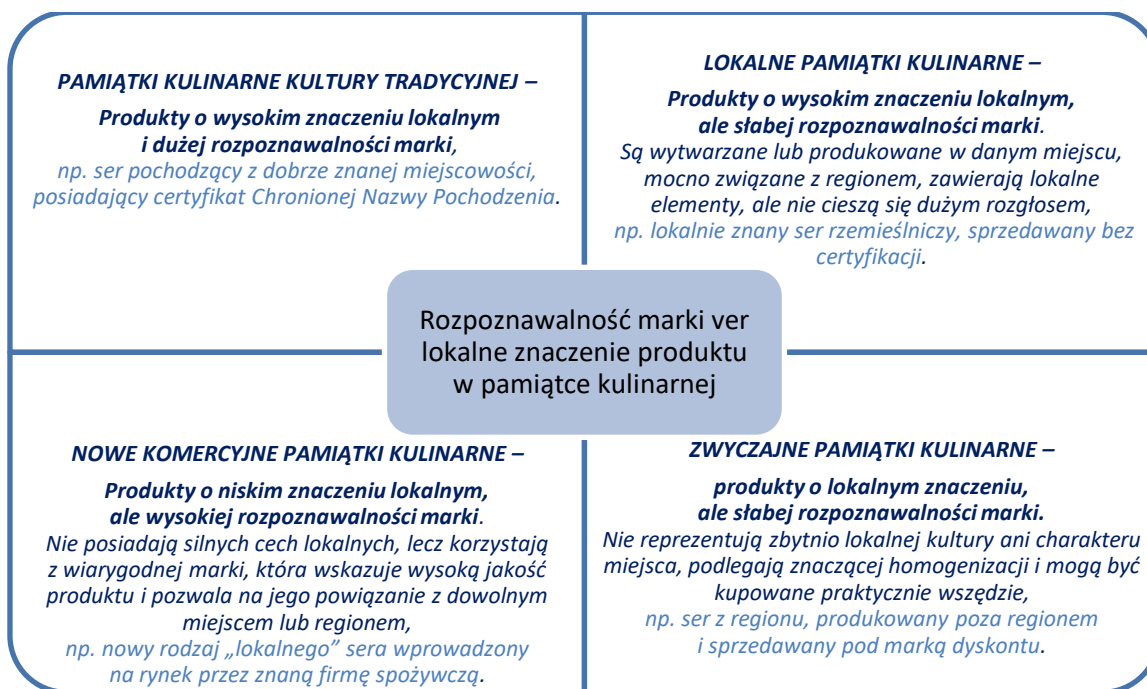 PAMIĄTKI KULINARNE KULTURY TRADYCYJNEJ –
Produkty o wysokim znaczeniu lokalnym
i dużej rozpoznawalności marki,
np. ser pochodzący z dobrze znanej miejscowości,
posiadający certyfikat Chronionej Nazwy Pochodzenia.
LOKALNE PAMIĄTKI KULINARNE –
Produkty o wysokim znaczeniu lokalnym,
ale słabej rozpoznawalności marki.
Są wytwarzane lub produkowane w danym miejscu,
mocno związane z regionem, zawierają lokalne
elementy, ale nie cieszą się dużym rozgłosem,
np. lokalnie znany ser rzemieślniczy, sprzedawany bez
certyfikacji.
Rozpoznawalność marki ver
lokalne znaczenie produktu
w pamiątce kulinarnej
NOWE KOMERCYJNE PAMIĄTKI KULINARNE –
Produkty o niskim znaczeniu lokalnym,
ale wysokiej rozpoznawalności marki.
Nie posiadają silnych cech lokalnych, lecz korzystają
z wiarygodnej marki, która wskazuje wysoką jakość
produktu i pozwala na jego powiązanie z dowolnym
miejscem lub regionem,
np. nowy rodzaj „lokalnego” sera wprowadzony
na rynek przez znaną firmę spożywczą.
ZWYCZAJNE PAMIĄTKI KULINARNE –
produkty o lokalnym znaczeniu,
ale słabej rozpoznawalności marki.
Nie reprezentują zbytnio lokalnej kultury ani charakteru
miejsca, podlegają znaczącej homogenizacji i mogą być
kupowane praktycznie wszędzie,
np. ser z regionu, produkowany poza regionem
i sprzedawany pod marką dyskontu.